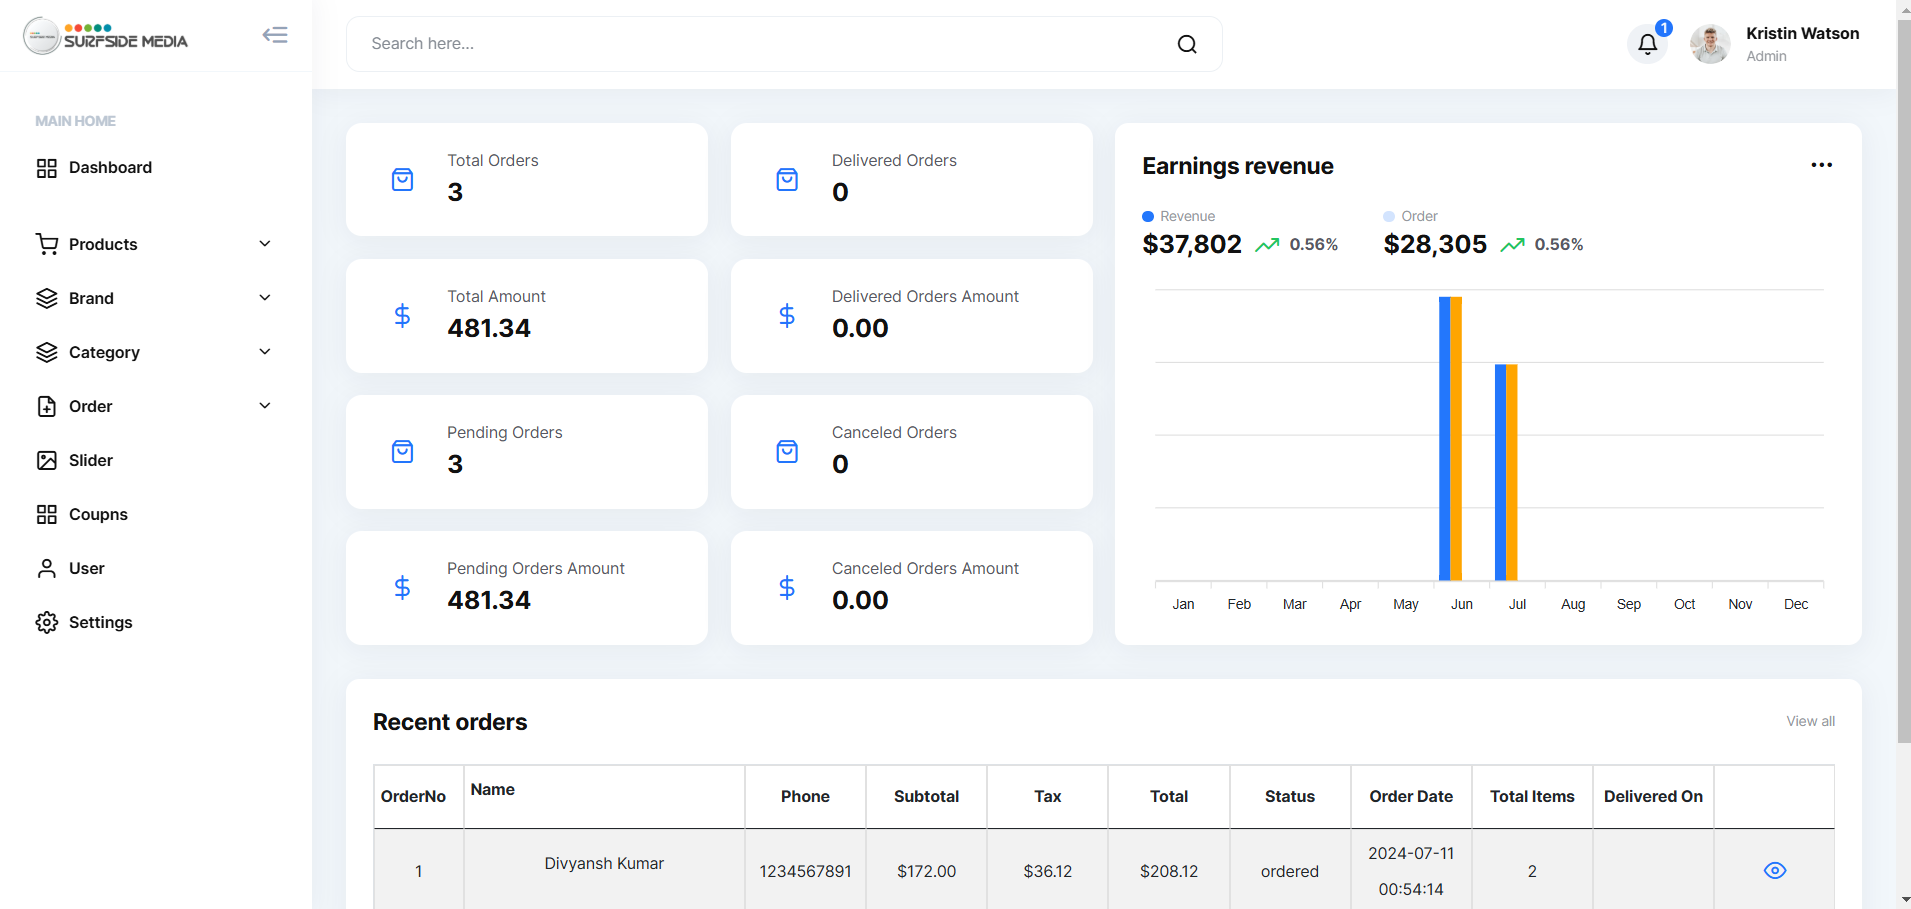 SURFSIDE MEDIA
Search here...
1
Kristin Watson
Admin
MAIN HOME
Dashboard
Products
Brand
Category
Order
Slider
Coupns
User
Settings
Total Orders
3
Delivered Orders
0
Total Amount
481.34
Delivered Orders Amount
0.00
Pending Orders
3
Canceled Orders
0
Pending Orders Amount
481.34
Canceled Orders Amount
0.00
Earnings revenue
Revenue
$37,802 0.56%
Order
$28,305 0.56%
Jan Feb Mar Apr May Jun Jul Aug Sep Oct Nov Dec
Recent orders
View all
OrderNo Name Phone Subtotal Tax Total Status Order Date Total Items Delivered On
1 Divyansh Kumar 1234567891 $172.00 $36.12 $208.12 ordered 2024-07-11 00:54:14 2